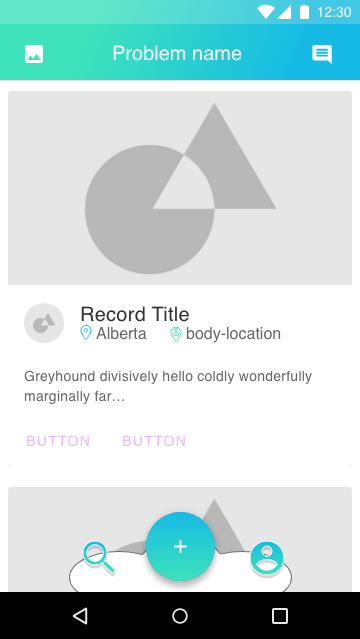 12:30
Problem name
Record Title
Alberta body-location
Greyhound divisively hello coldly wonderfully
marginally far...
BUTTON BUTTON